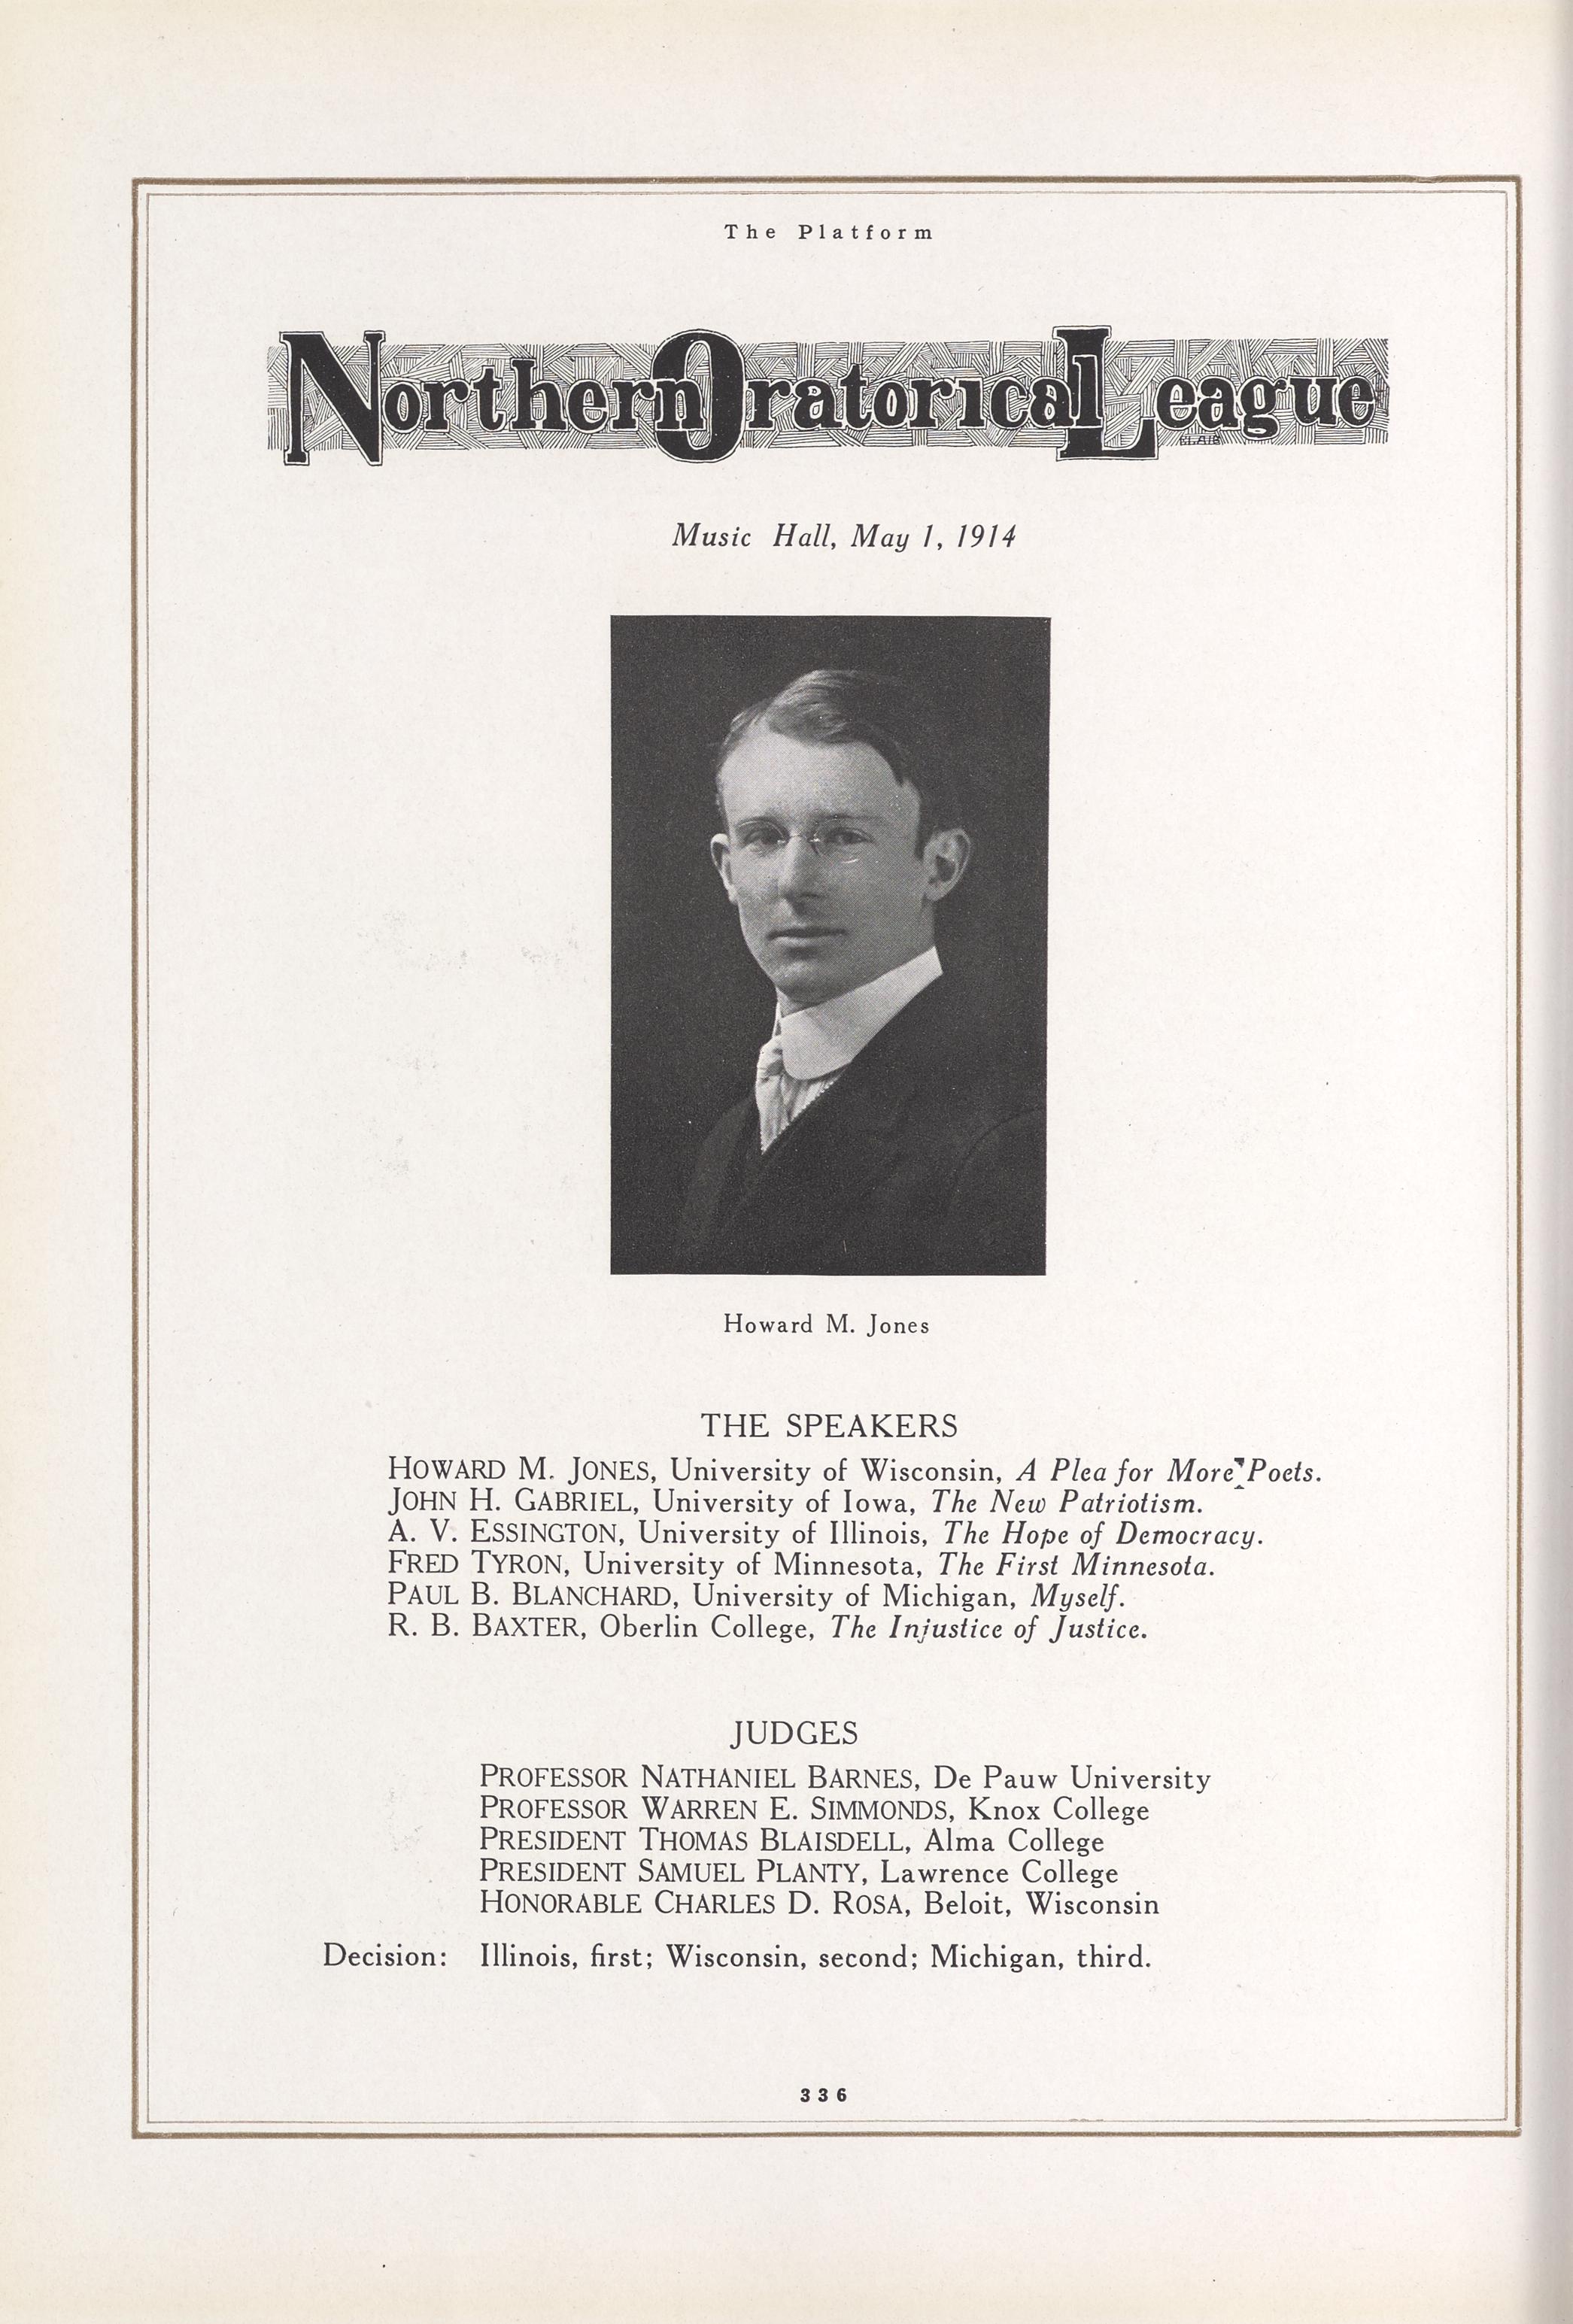 The Platform
Northern Oratorical League
BLAIR
Music Hall, May 1, 1914
Howard M. Jones
THE SPEAKERS
HOWARD M. JONES, University of Wisconsin, A Plea for More Poets.
JOHN H. GABRIEL, University of Iowa, The New Patriotism.
A. V. ESSINGTON, University of Illinois, The Hope of Democracy.
FRED TYRON, University of Minnesota, The First Minnesota.
PAUL B. BLANCHARD, University of Michigan, Myself.
R. B. BAXTER, Oberlin College, The Injustice of Justice.
JUDGES
PROFESSOR NATHANIEL BARNES, De Pauw University
PROFESSOR WARREN E. SIMMONDS, Knox College
PRESIDENT THOMAS BLAISDELL, Alma College
PRESIDENT SAMUEL PLANTY, Lawrence College
HONORABLE CHARLES D. ROSA, Beloit, Wisconsin
Decision: Illinois, first; Wisconsin, second; Michigan, third.
336